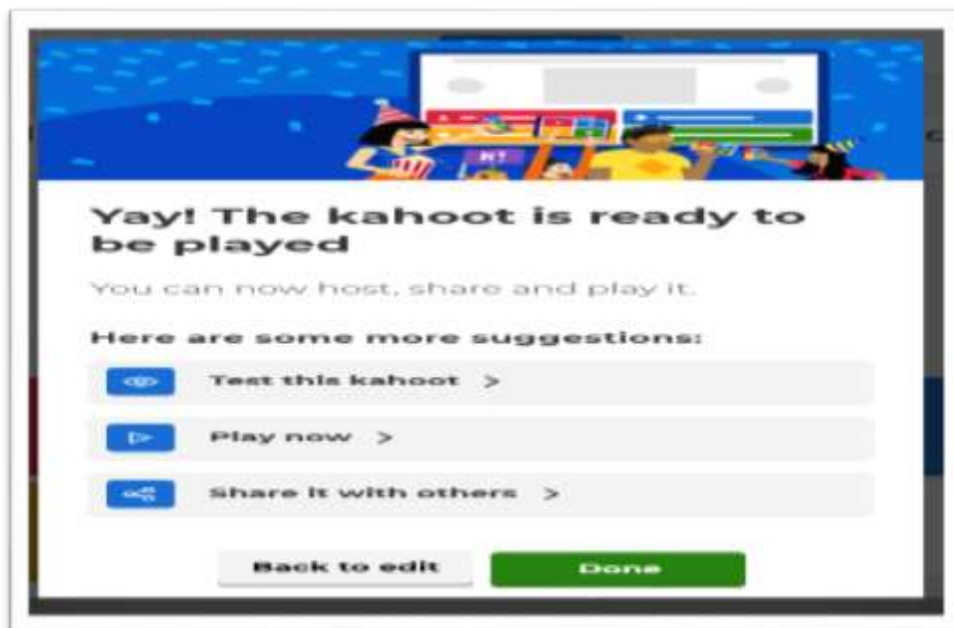 K!
Yay! The kahoot is ready to
be played
You can now host, share and play it.
Here are some more suggestions:
Test this kahoot >
Play now >
Share it with others >
Back to edit
Done